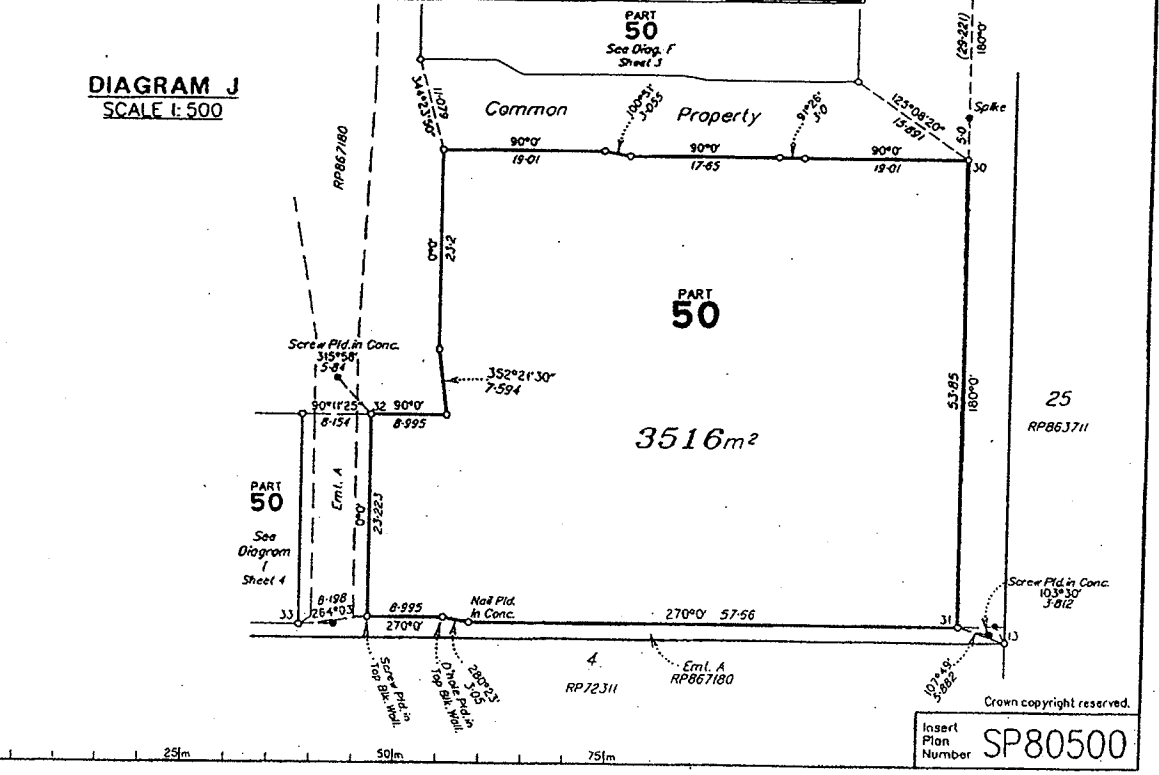 DIAGRAM J
SCALE 1:500
PART
50
See Diag. F
Sheet 3
(29·221)
180°0'
Spike
5·0
30
125°08'20"
15·891
11·079
344°23'50"
Common Property
100°51'
3·055
91°26'
3·0
90°0'
19·01
90°0'
17·65
90°0'
19·01
RP867180
0°0'
23·2
PART
50
Screw Pld. in Conc.
315°58'
5·84
352°21'30"
7·594
90°11'25"
8·154
32
90°0'
8·995
3516m²
53·85
180°0'
25
RP863711
PART
50
See
Diagram
I
Sheet 4
Emt. A
0°0'
23·223
33
8·198
264°03'
8·995
270°0'
Nail Pld.
in Conc.
270°0' 57·56
31
Screw Pld. in Conc.
103°30'
3·812
13
107°49'
5·882
Screw Pld. in
Top Blk. Wall.
D'hole Pld. in
Top Blk. Wall.
280°23'
3·05
4
RP72311
Emt. A
RP867180
Crown copyright reserved.
Insert
Plan
Number
SP80500
25m
50m
75m